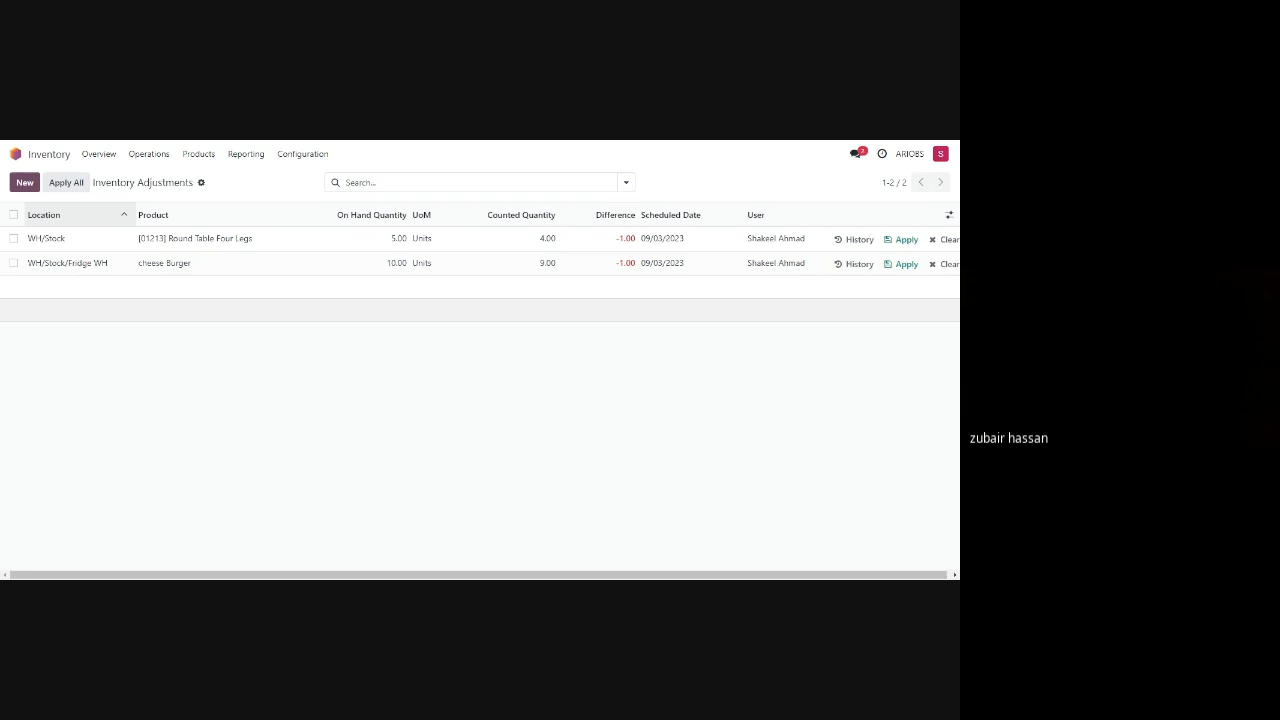 Inventory Overview Operations Products Reporting Configuration 2 ARIOBS S
New Apply All Inventory Adjustments Search... 1-2 / 2
Location Product On Hand Quantity UoM Counted Quantity Difference Scheduled Date User
WH/Stock [01213] Round Table Four Legs 5.00 Units 4.00 -1.00 09/03/2023 Shakeel Ahmad History Apply Clear
WH/Stock/Fridge WH cheese Burger 10.00 Units 9.00 -1.00 09/03/2023 Shakeel Ahmad History Apply Clear
zubair hassan